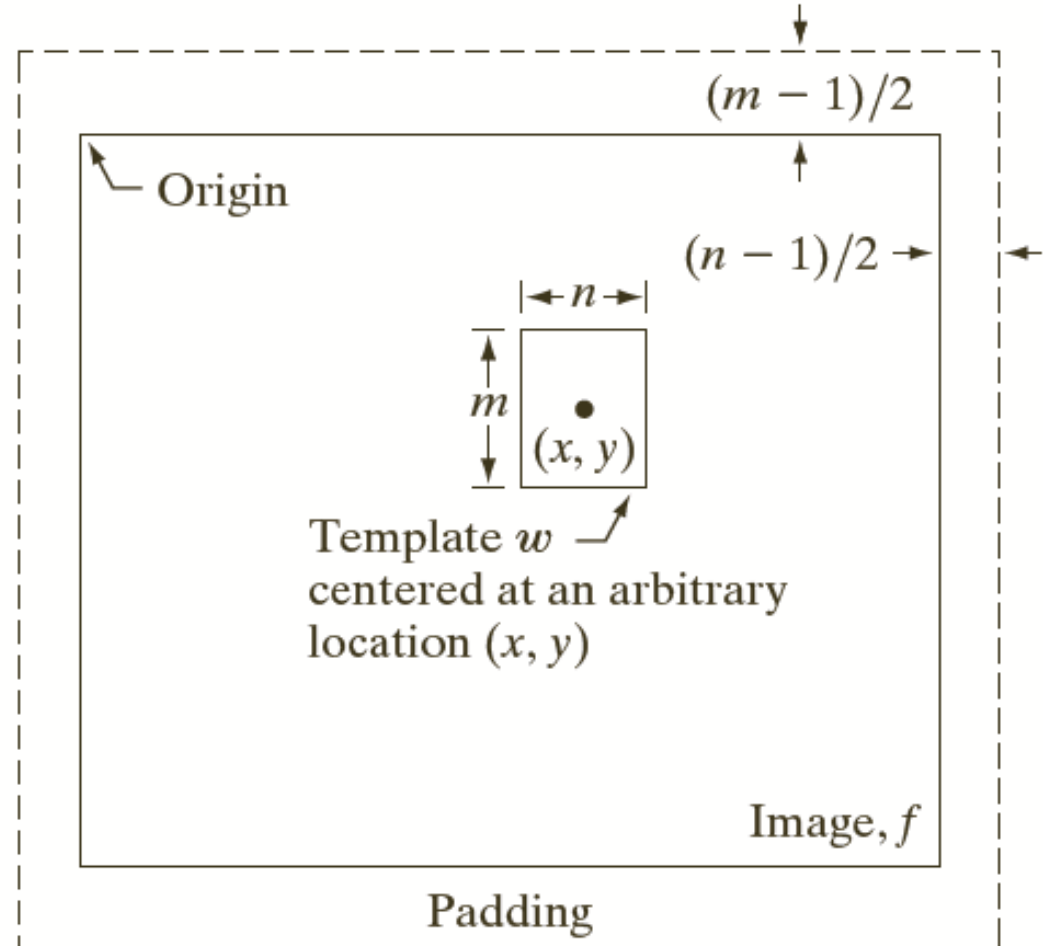 (m − 1)/2
Origin
(n − 1)/2
n
m
(x, y)
Template w
centered at an arbitrary
location (x, y)
Image, f
Padding